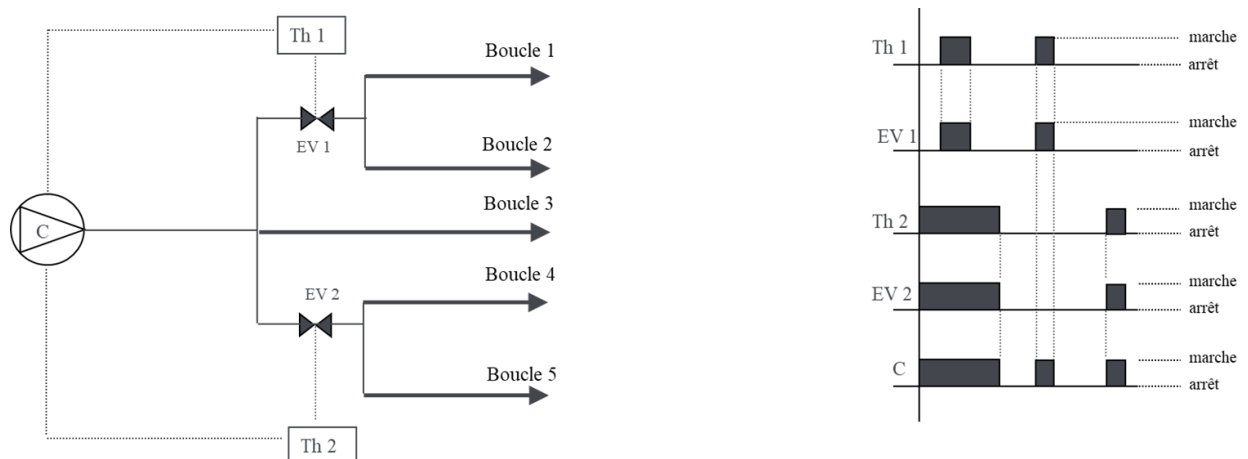 Th 1
Boucle 1
EV 1
Boucle 2
Boucle 3
C
Boucle 4
EV 2
Boucle 5
Th 2
Th 1
marche
arrêt
EV 1
marche
arrêt
Th 2
marche
arrêt
EV 2
marche
arrêt
C
marche
arrêt